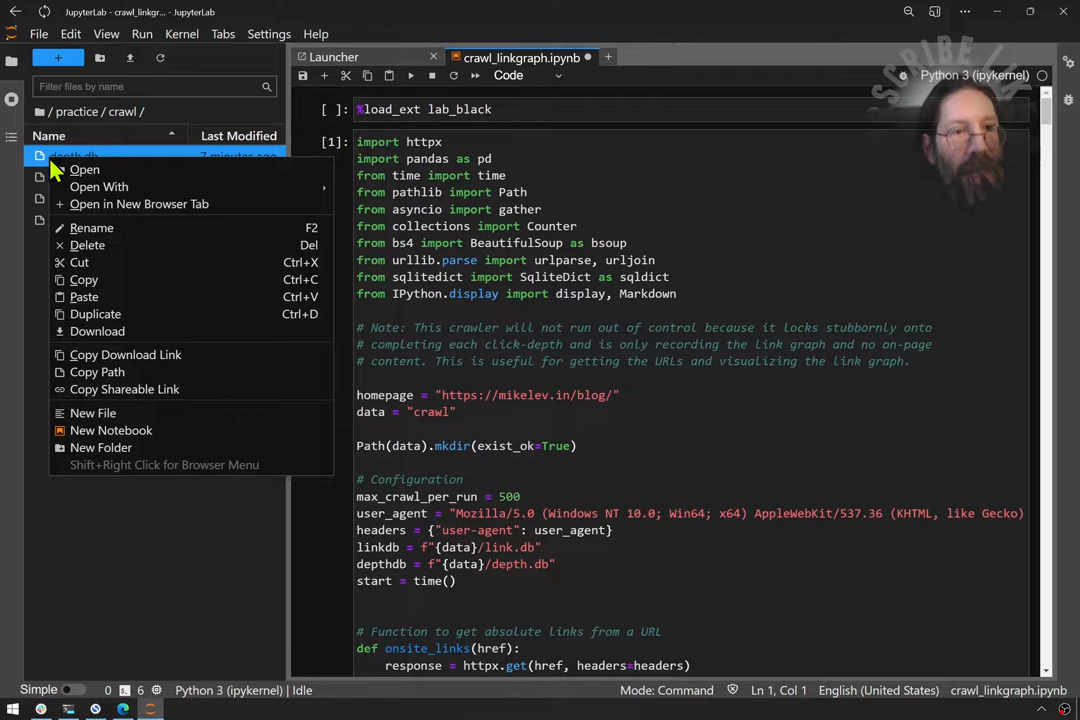 JupyterLab - crawl_linkgr... - JupyterLab
File Edit View Run Kernel Tabs Settings Help
Launcher
crawl_linkgraph.ipynb
Code
Python 3 (ipykernel)
Filter files by name
/ practice / crawl /
Name Last Modified
depth.db 7 minutes ago
Open
Open With
Open in New Browser Tab
Rename F2
Delete Del
Cut Ctrl+X
Copy Ctrl+C
Paste Ctrl+V
Duplicate Ctrl+D
Download
Copy Download Link
Copy Path
Copy Shareable Link
New File
New Notebook
New Folder
Shift+Right Click for Browser Menu
[ ]: %load_ext lab_black
[1]: import httpx
import pandas as pd
from time import time
from pathlib import Path
from asyncio import gather
from collections import Counter
from bs4 import BeautifulSoup as bsoup
from urllib.parse import urlparse, urljoin
from sqlitedict import SqliteDict as sqldict
from IPython.display import display, Markdown
# Note: This crawler will not run out of control because it locks stubbornly onto
# completing each click-depth and is only recording the link graph and no on-page
# content. This is useful for getting the URLs and visualizing the link graph.
homepage = "https://mikelev.in/blog/"
data = "crawl"
Path(data).mkdir(exist_ok=True)
# Configuration
max_crawl_per_run = 500
user_agent = "Mozilla/5.0 (Windows NT 10.0; Win64; x64) AppleWebKit/537.36 (KHTML, like Gecko)
headers = {"user-agent": user_agent}
linkdb = f"{data}/link.db"
depthdb = f"{data}/depth.db"
start = time()
# Function to get absolute links from a URL
def onsite_links(href):
response = httpx.get(href, headers=headers)
Simple 0 6 Python 3 (ipykernel) | Idle
Mode: Command Ln 1, Col 1 English (United States) crawl_linkgraph.ipynb